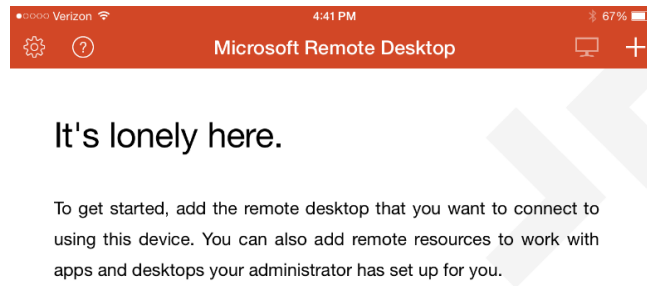 Verizon 4:41 PM 67%
? Microsoft Remote Desktop +
It's lonely here.
To get started, add the remote desktop that you want to connect to
using this device. You can also add remote resources to work with
apps and desktops your administrator has set up for you.